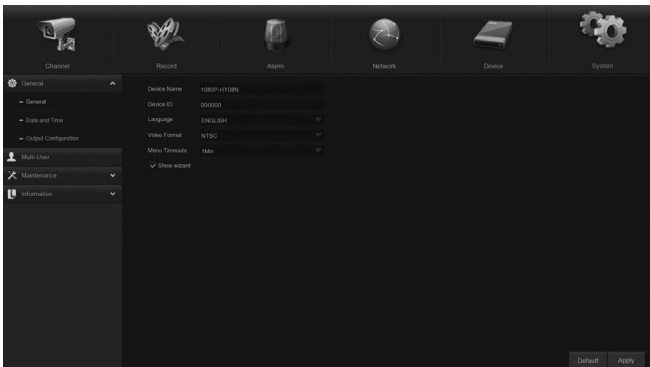 Channel Record Alarm Network Device System
General
General
Date and Time
Output Configuration
Multi-User
Maintenance
Information
Device Name 1080P-HY08N
Device ID 000000
Language ENGLISH
Video Format NTSC
Menu Timeouts 1Min
Show wizard
Default Apply